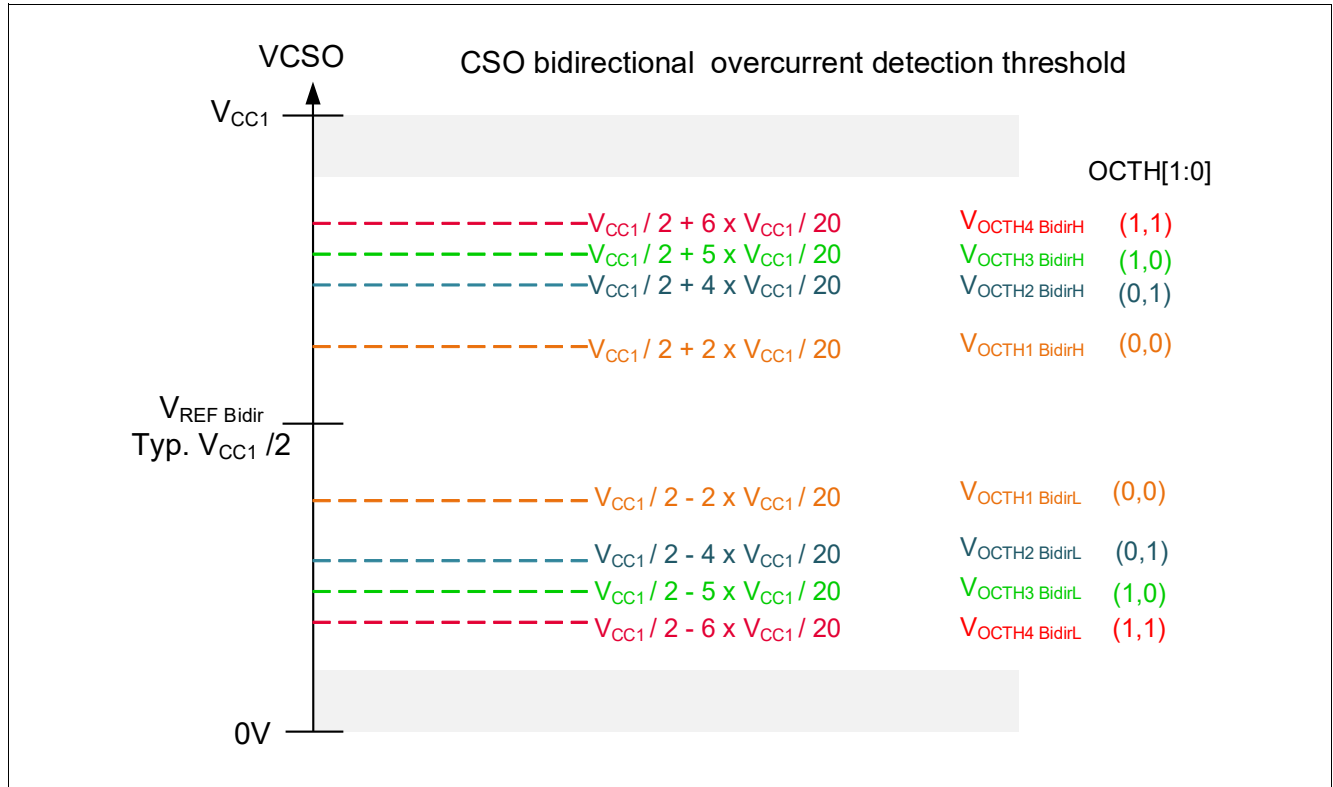 VCSO CSO bidirectional overcurrent detection threshold
VCC1
OCTH[1:0]
VCC1 / 2 + 6 x VCC1 / 20 VOCTH4 BidirH (1,1)
VCC1 / 2 + 5 x VCC1 / 20 VOCTH3 BidirH (1,0)
VCC1 / 2 + 4 x VCC1 / 20 VOCTH2 BidirH (0,1)
VCC1 / 2 + 2 x VCC1 / 20 VOCTH1 BidirH (0,0)
VREF Bidir
Typ. VCC1 /2
VCC1 / 2 - 2 x VCC1 / 20 VOCTH1 BidirL (0,0)
VCC1 / 2 - 4 x VCC1 / 20 VOCTH2 BidirL (0,1)
VCC1 / 2 - 5 x VCC1 / 20 VOCTH3 BidirL (1,0)
VCC1 / 2 - 6 x VCC1 / 20 VOCTH4 BidirL (1,1)
0V